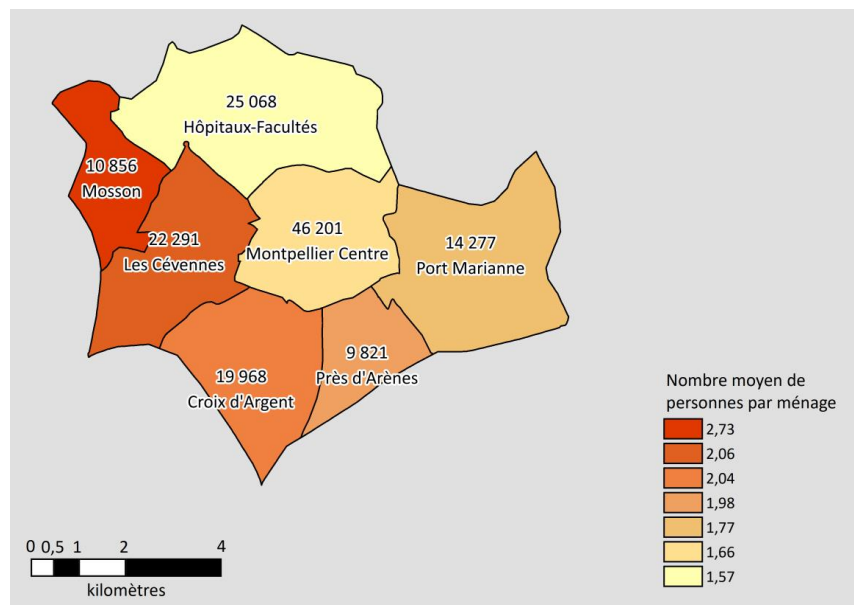 25 068
Hôpitaux-Facultés
10 856
Mosson
22 291
Les Cévennes
46 201
Montpellier Centre
14 277
Port Marianne
19 968
Croix d'Argent
9 821
Près d'Arènes
Nombre moyen de
personnes par ménage
2,73
2,06
2,04
1,98
1,77
1,66
1,57
0 0,5 1 2 4
kilomètres